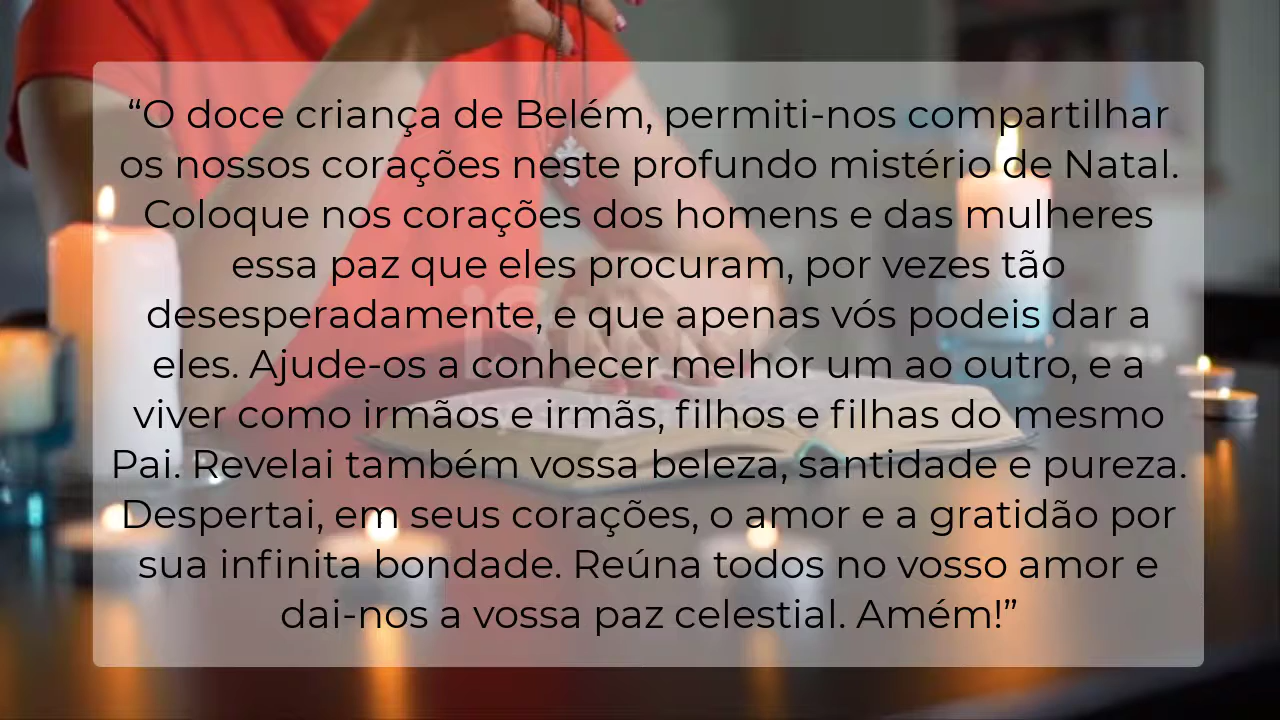 “O doce criança de Belém, permiti-nos compartilhar
os nossos corações neste profundo mistério de Natal.
Coloque nos corações dos homens e das mulheres
essa paz que eles procuram, por vezes tão
desesperadamente, e que apenas vós podeis dar a
eles. Ajude-os a conhecer melhor um ao outro, e a
viver como irmãos e irmãs, filhos e filhas do mesmo
Pai. Revelai também vossa beleza, santidade e pureza.
Despertai, em seus corações, o amor e a gratidão por
sua infinita bondade. Reúna todos no vosso amor e
dai-nos a vossa paz celestial. Amém!”